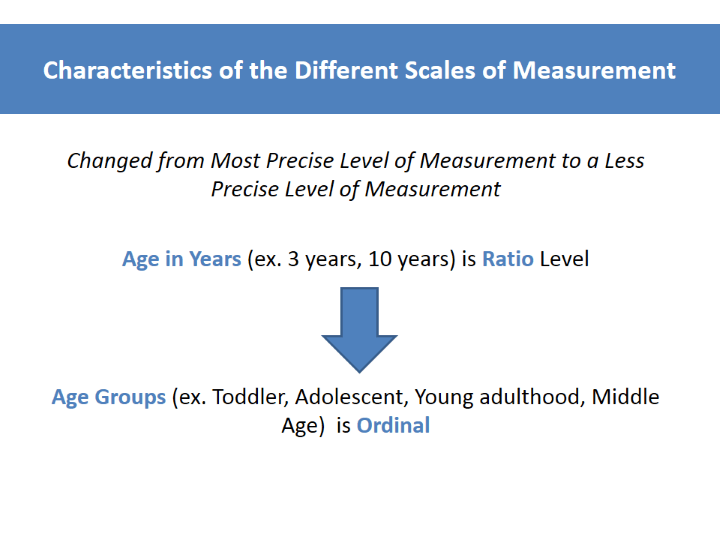 Characteristics of the Different Scales of Measurement
Changed from Most Precise Level of Measurement to a Less
Precise Level of Measurement
Age in Years (ex. 3 years, 10 years) is Ratio Level
Age Groups (ex. Toddler, Adolescent, Young adulthood, Middle
Age)  is Ordinal